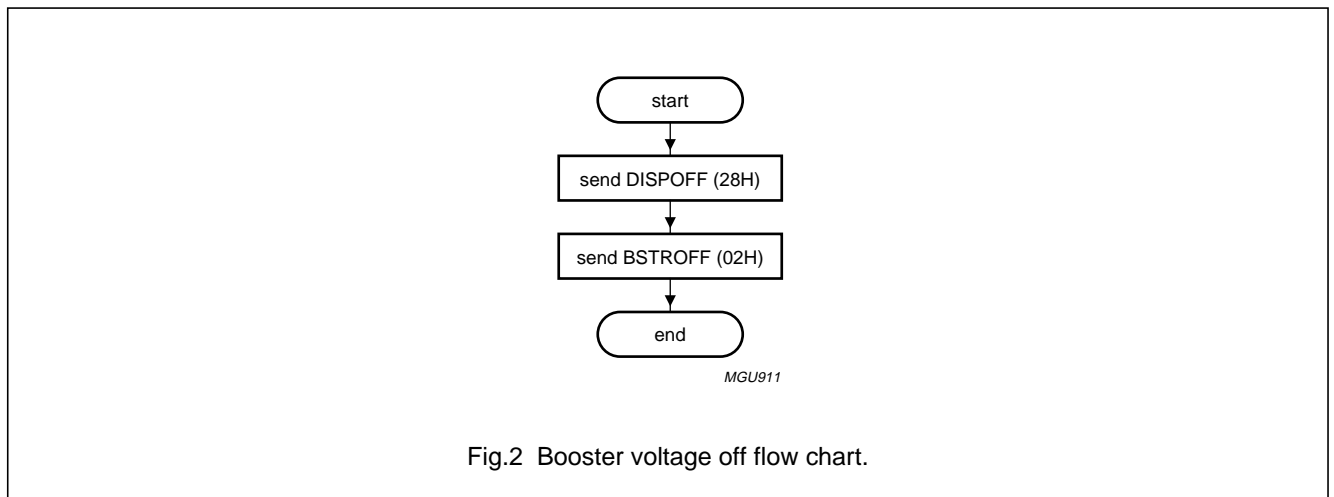 start
send DISPOFF (28H)
send BSTROFF (02H)
end
MGU911
Fig.2 Booster voltage off flow chart.